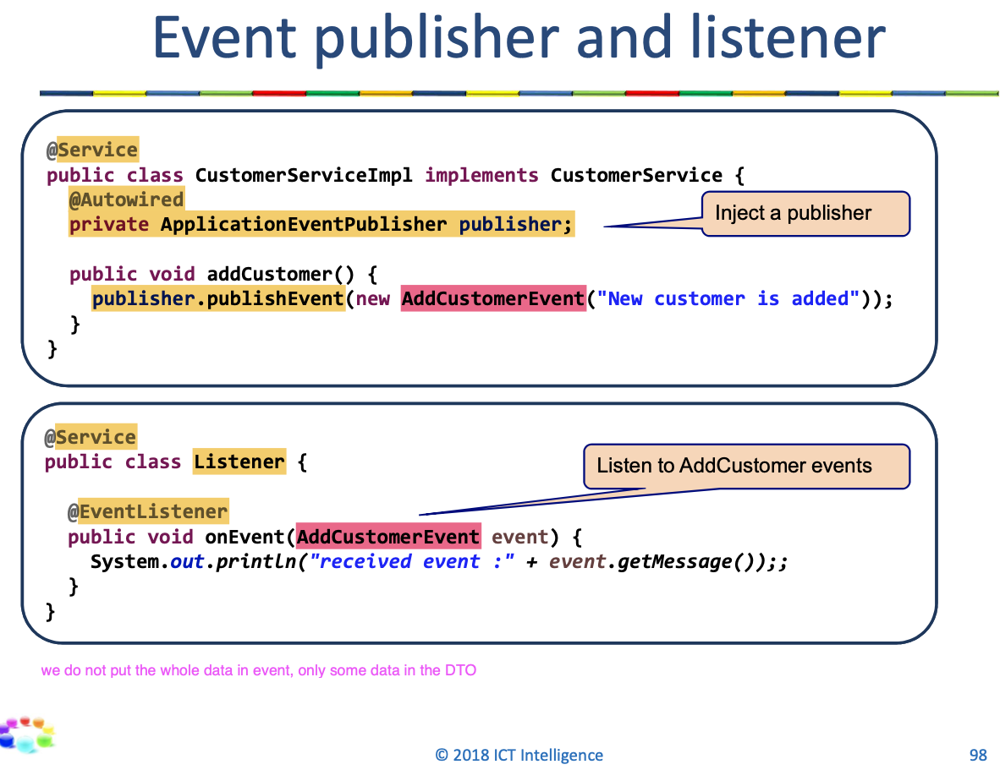 Event publisher and listener
@Service
public class CustomerServiceImpl implements CustomerService {
@Autowired
private ApplicationEventPublisher publisher;
Inject a publisher
public void addCustomer() {
publisher.publishEvent(new AddCustomerEvent("New customer is added"));
}
}
@Service
public class Listener {
Listen to AddCustomer events
@EventListener
public void onEvent(AddCustomerEvent event) {
System.out.println("received event :" + event.getMessage());;
}
}
we do not put the whole data in event, only some data in the DTO
© 2018 ICT Intelligence
98